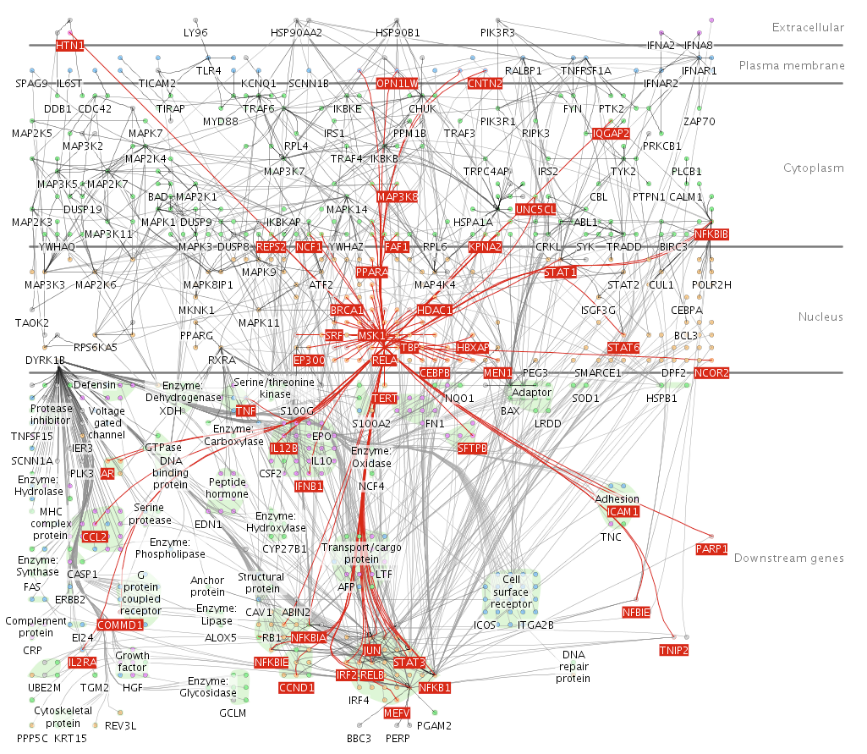 Extracellular
LY96 HSP90AA2 HSP90B1 PIK3R3
HTN1 IFNA2 IFNA8
Plasma membrane
TLR4 RALBP1 TNFRSF1A IFNAR1
SPAG9 IL6ST TICAM2 KCNQ1 SCNN1B OPN1LW CNTN2 IFNAR2
DDB1 CDC42 TIRAP TRAF6 IKBKE CHUK FYN PTK2
MYD88 PIK3R1 ZAP70
MAP2K5 MAPK7 IRS1 PPM1B TRAF3 RIPK3 IQGAP2
MAP3K2 RPL4 PRKCB1
MAP2K4 TRAF4 IKBKB
MAP3K7 TRPC4AP IRS2 TYK2 PLCB1
Cytoplasm
MAP3K5 MAP2K7
BAD MAP2K1 MAP3K8 CBL PTPN1 CALM1
DUSP19 MAPK14 UNC5CL
MAP2K3 MAPK1 DUSP9 IKBKAP HSPA1A ABL1
MAP3K11 NFKBIB
YWHAQ MAPK3 DUSP8 REPS2 NCF1 YWHAZ FAF1 RPL6 KPNA2 CRKL SYK TRADD BIRC3
MAPK9 PPARA STAT1
MAP3K3 MAP2K6 MAPK8IP1 ATF2 MAP4K4 STAT2 CUL1 POLR2H
MKNK1 BRCA1 HDAC1 ISGF3G CEBPA
Nucleus
TAOK2 MAPK11
PPARG SRF MSK1 BCL3
RPS6KA5 TBP HBXAP STAT6
DYRK1B RXRA EP300 RELA
CEBPB MEN1 PEG3 SMARCE1 DPF2 NCOR2
Defensin Enzyme:
Dehydrogenase
Serine/threonine
kinase
NQO1 Adaptor SOD1 HSPB1
TERT
Protease
inhibitor
Voltage
gated
channel
XDH TNF S100G BAX
S100A2 FN1 LRDD
TNFSF15 Enzyme:
Carboxylase
EPO
IER3 GTPase IL12B SFTPB
Enzyme:
Oxidase
SCNN1A DNA
binding
protein
IL10
PLK3 AR CSF2
Enzyme:
Hydrolase
Peptide
hormone
IFNB1 NCF4
Adhesion
MHC
complex
protein
Serine
protease
ICAM1
EDN1 Enzyme:
Hydroxylase
CCL2 TNC
Enzyme:
Phospholipase
CYP27B1 Transport/cargo
protein
PARP1
Downstream genes
Enzyme:
Synthase
CASP1 G
protein
coupled
receptor
Anchor
protein
Structural
protein
LTF Cell
surface
receptor
FAS AFP
ERBB2
Enzyme:
Lipase
CAV1 ABIN2 NFBIE
Complement
protein
COMMD1 ICOS ITGA2B
EI24 ALOX5 RB1 NFKBIA
CRP JUN TNIP2
IL2RA Growth
factor
NFKBIE STAT3 DNA
repair
protein
UBE2M TGM2 HGF Enzyme:
Glycosidase
CCND1 IRF2 RELB NFKB1
IRF4
Cytoskeletal
protein
GCLM MEFV
PPP5C KRT15 REV3L BBC3 PERP PGAM2